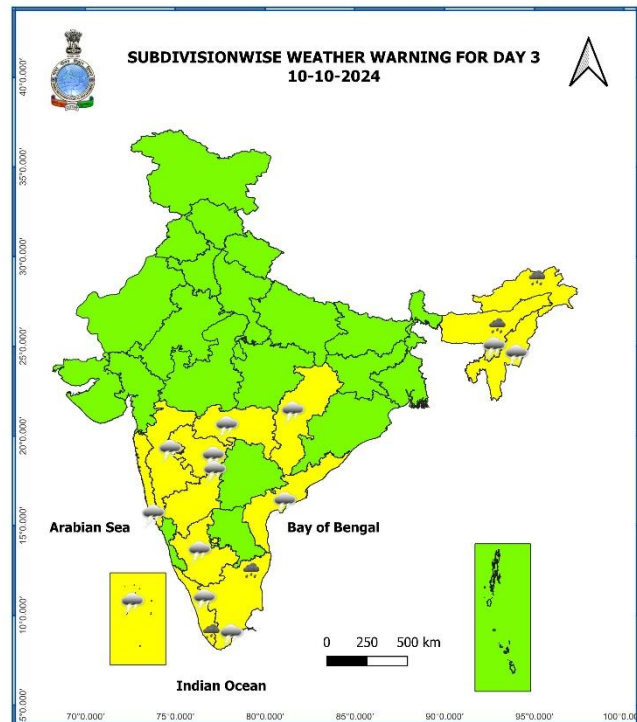 SUBDIVISIONWISE WEATHER WARNING FOR DAY 3
10-10-2024
40°0.000'
35°0.000'
30°0.000'
25°0.000'
20°0.000'
15°0.000'
10°0.000'
5°0.000'
Arabian Sea
Bay of Bengal
0 250 500 km
Indian Ocean
70°0.000' 75°0.000' 80°0.000' 85°0.000' 90°0.000' 95°0.000'